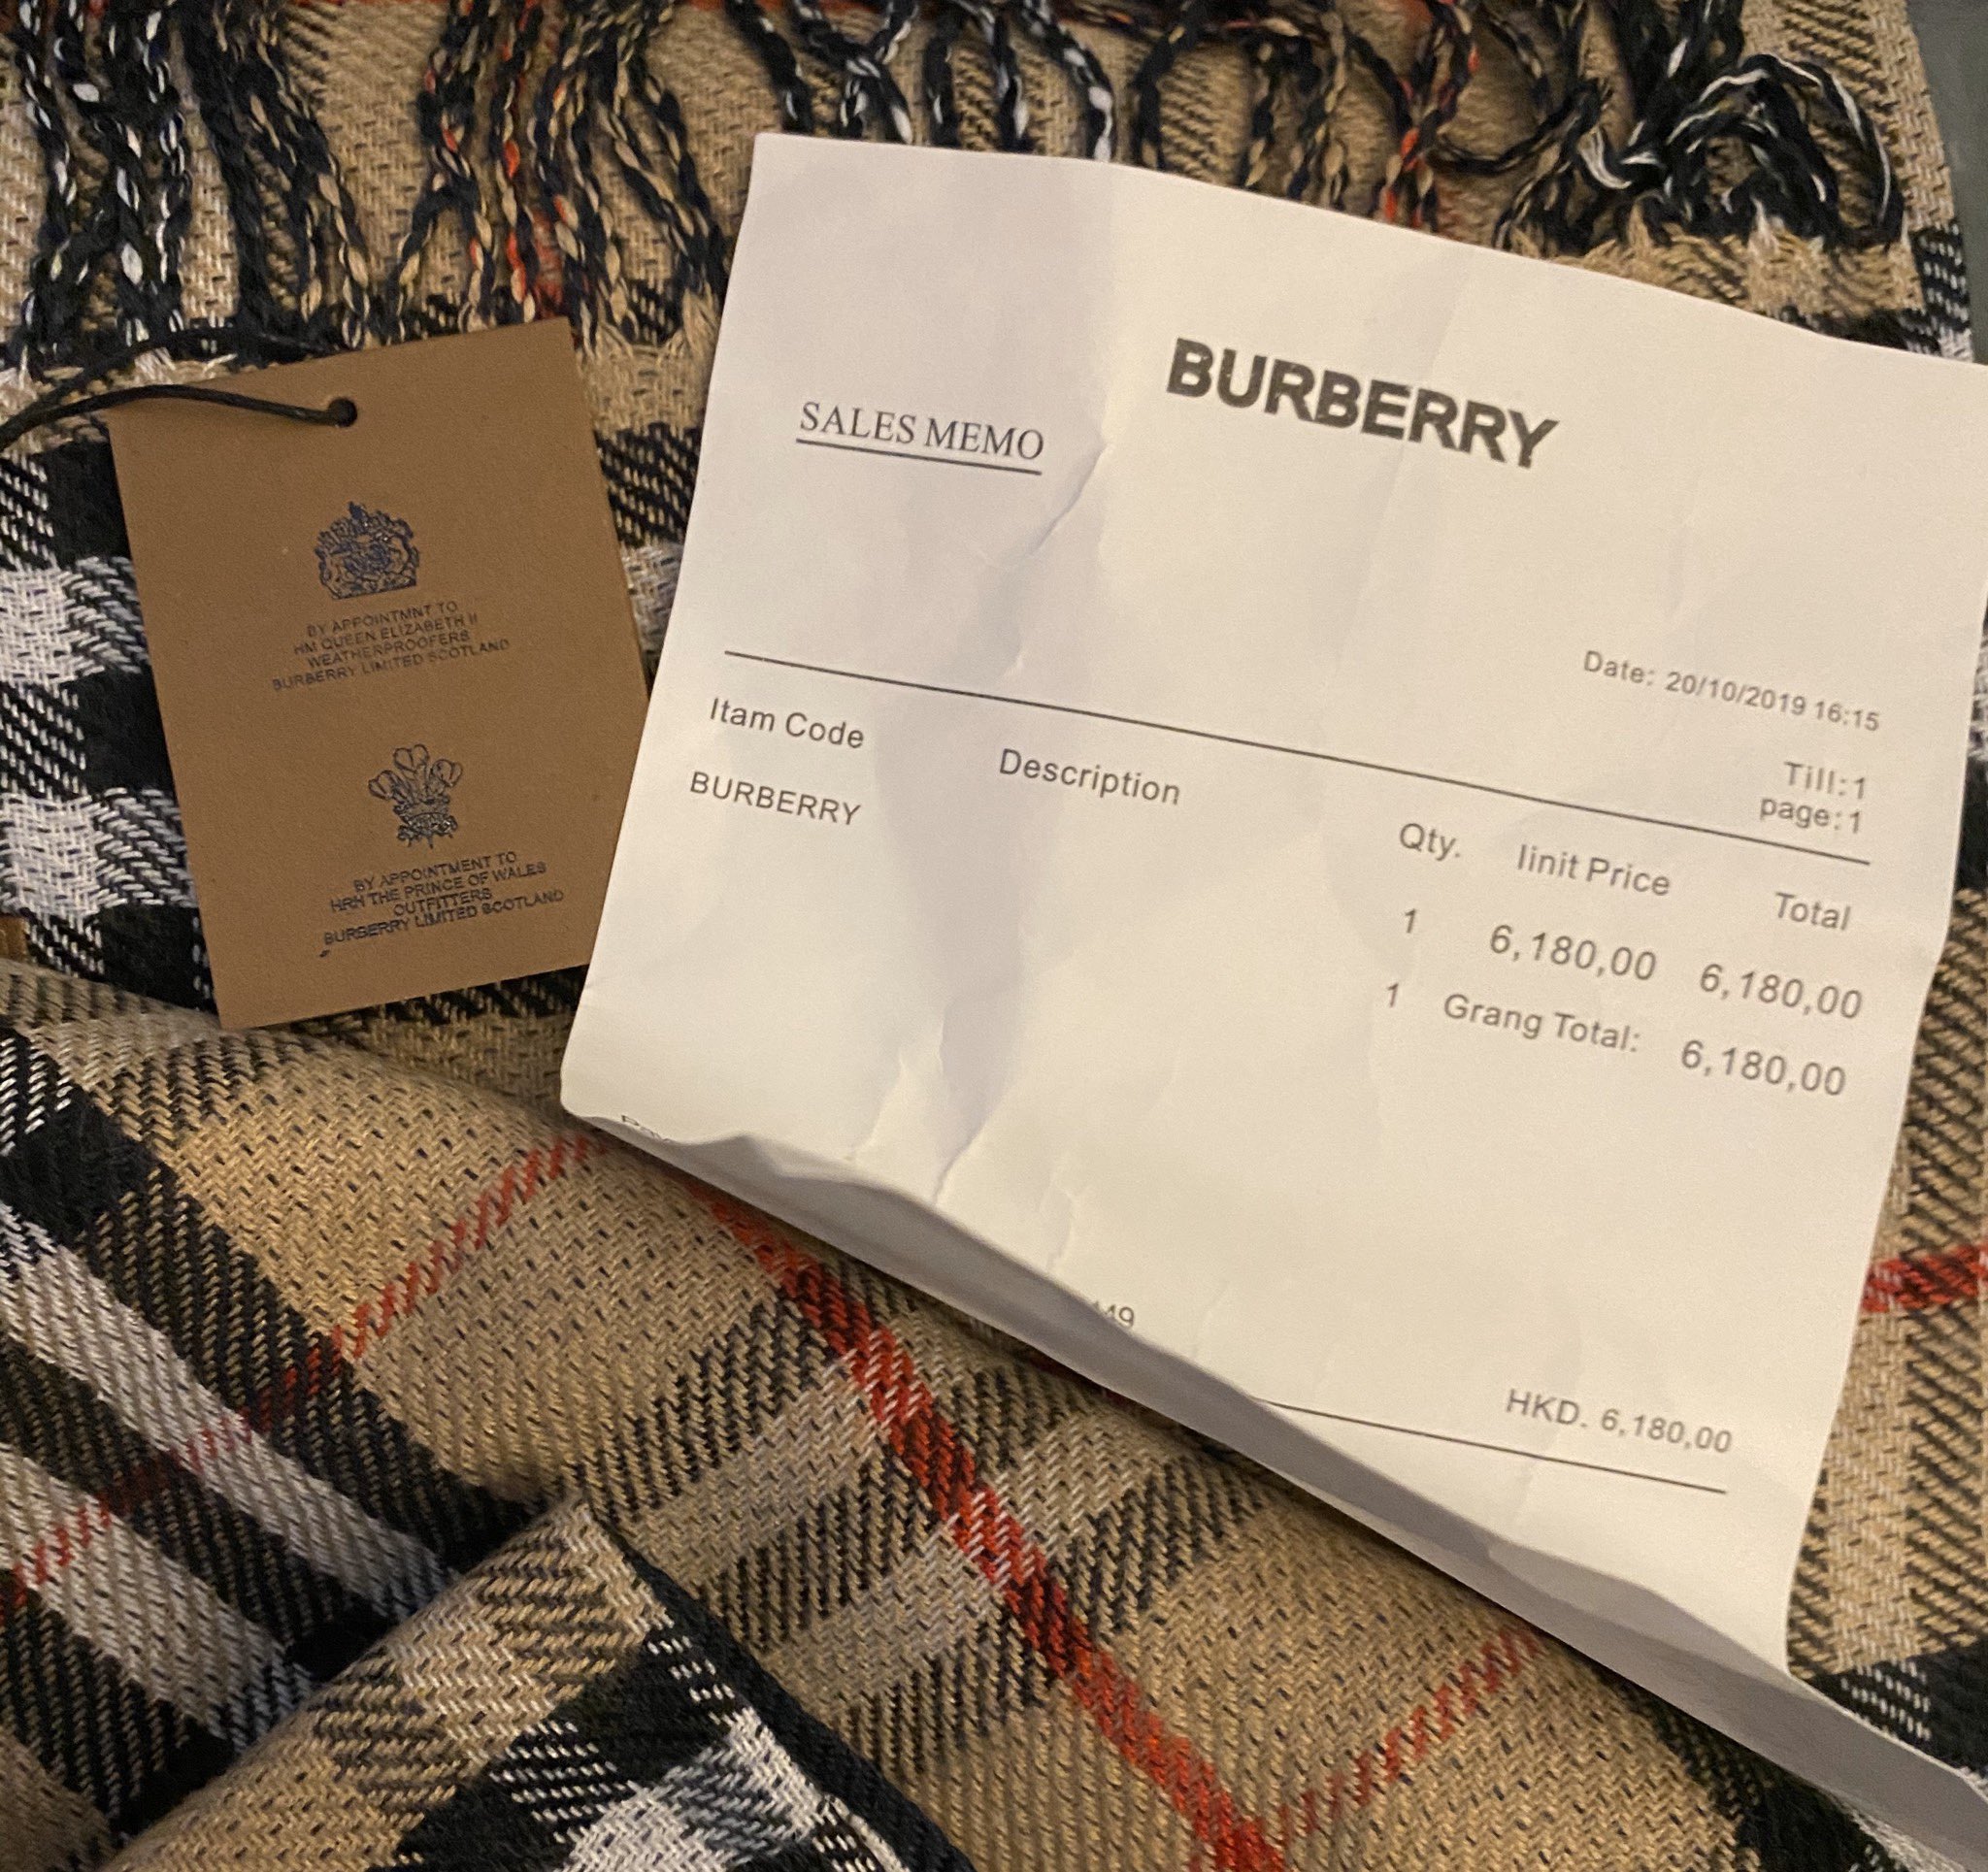 BY APPOINTMNT TO
HM QUEEN ELIZABETH II
WEATHERPROOFERS
BURBERRY LIMITED SCOTLAND
BY APPOINTMENT TO
HRH THE PRINCE OF WALES
OUTFITTERS
BURBERRY LIMITED SCOTLAND
BURBERRY
SALES MEMO
Date: 20/10/2019 16:15
Till:1
page:1
Itam Code Description Qty. Iinit Price Total
BURBERRY 1 6,180,00 6,180,00
1 Grang Total: 6,180,00
49
HKD. 6,180,00